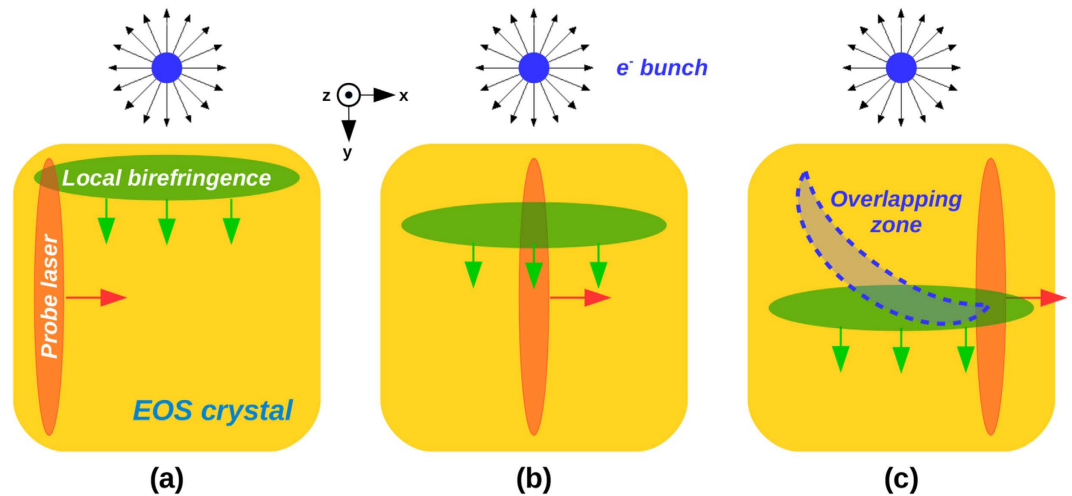 e⁻ bunch
z
x
y
Local birefringence
Probe laser
EOS crystal
Overlapping
zone
(a)
(b)
(c)